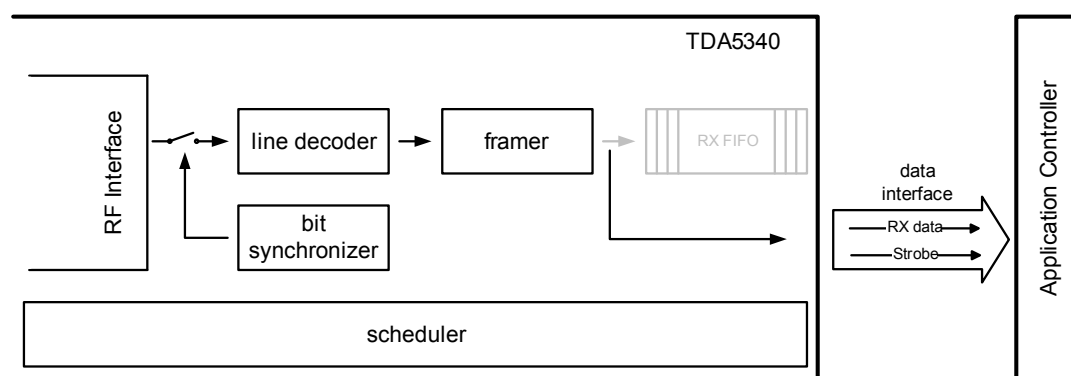 TDA5340
RF Interface
line decoder
framer
RX FIFO
bit
synchronizer
scheduler
data
interface
RX data
Strobe
Application Controller